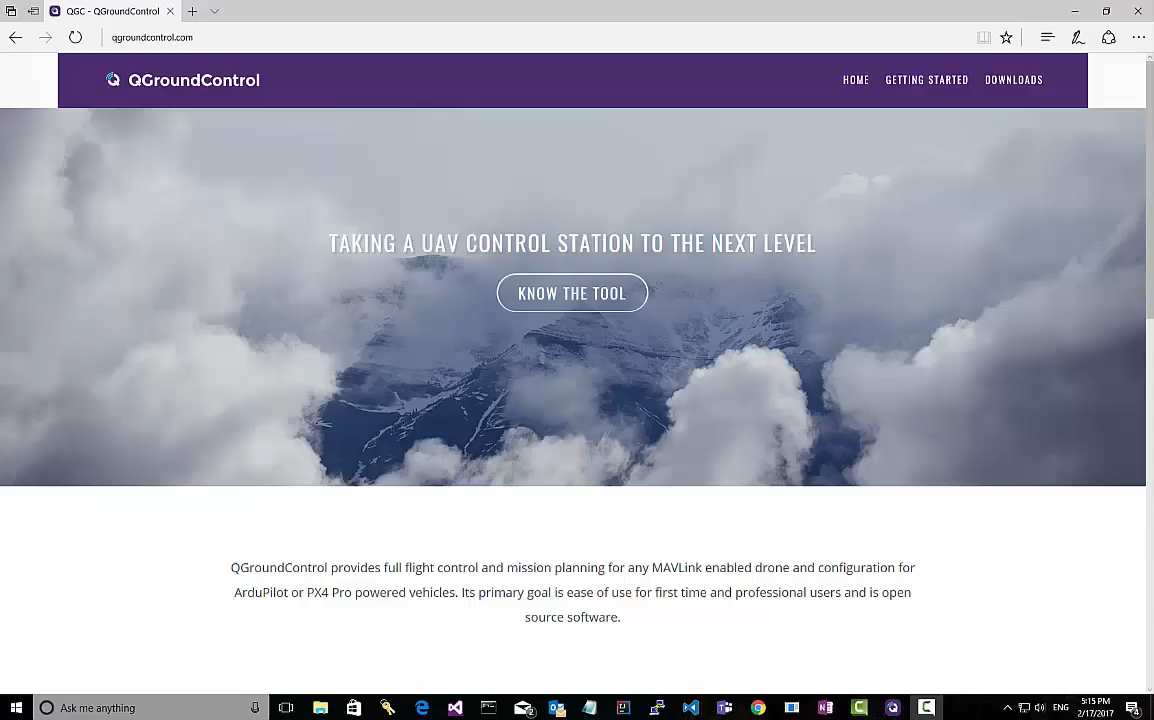 QGC - QGroundControl
qgroundcontrol.com
QGroundControl
HOME GETTING STARTED DOWNLOADS
TAKING A UAV CONTROL STATION TO THE NEXT LEVEL
KNOW THE TOOL
QGroundControl provides full flight control and mission planning for any MAVLink enabled drone and configuration for
ArduPilot or PX4 Pro powered vehicles. Its primary goal is ease of use for first time and professional users and is open
source software.
Ask me anything
2
ENG
5:15 PM
2/17/2017
4